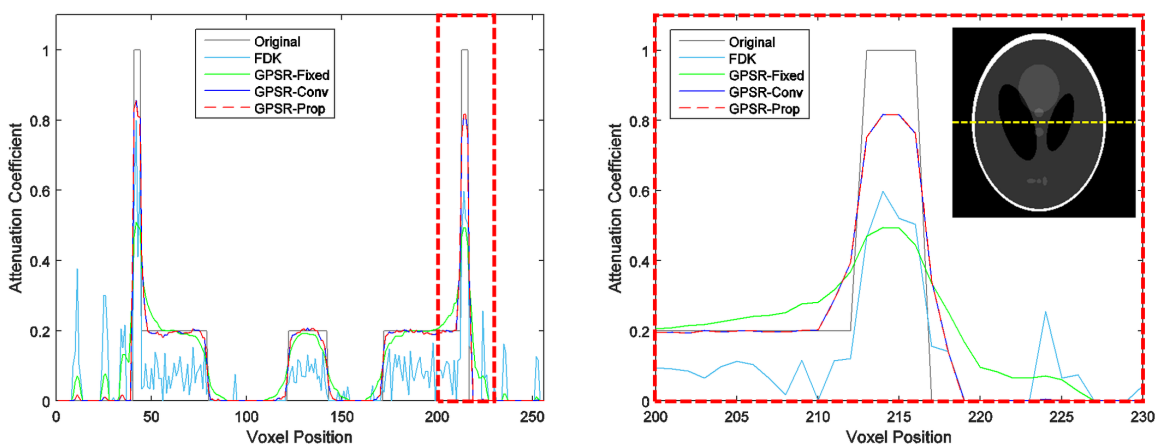 Original
FDK
GPSR-Fixed
GPSR-Conv
GPSR-Prop
Attenuation Coefficient
1
0.8
0.6
0.4
0.2
0
0 50 100 150 200 250
Voxel Position
Original
FDK
GPSR-Fixed
GPSR-Conv
GPSR-Prop
Attenuation Coefficient
1
0.8
0.6
0.4
0.2
0
200 205 210 215 220 225 230
Voxel Position